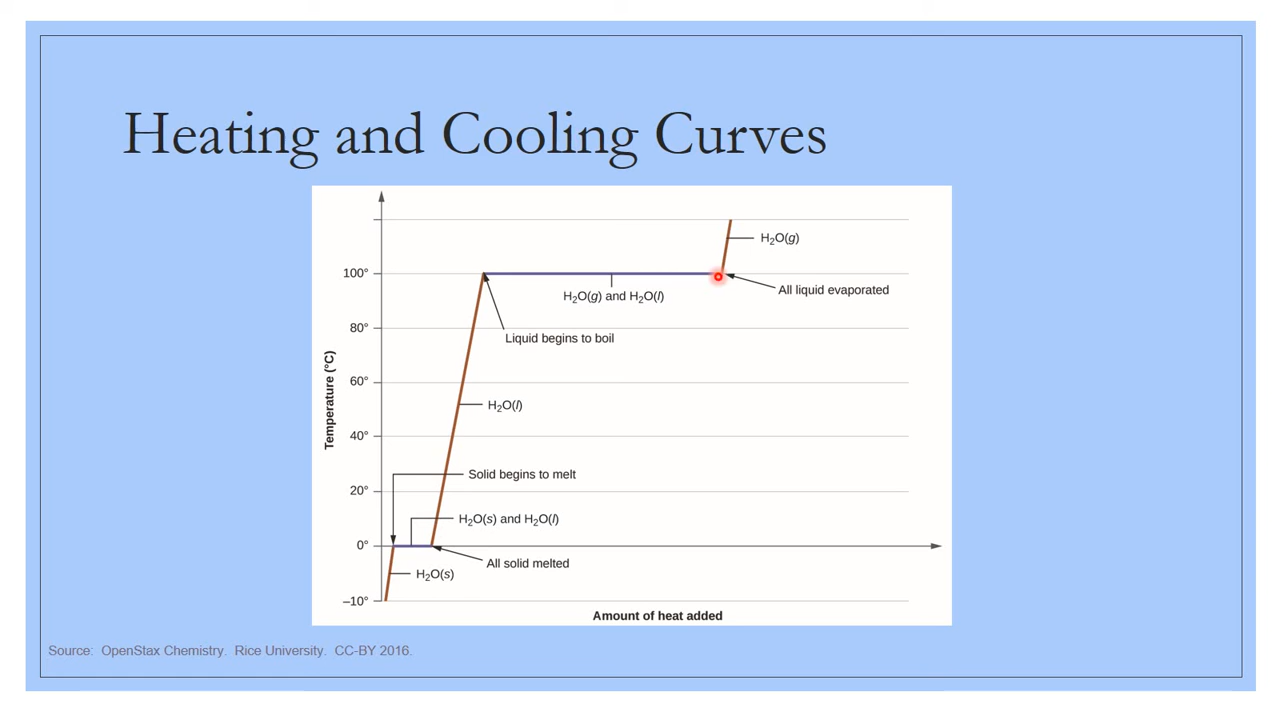 Heating and Cooling Curves
H₂O(g)
100°
All liquid evaporated
H₂O(g) and H₂O(l)
Liquid begins to boil
80°
60°
Temperature (°C)
H₂O(l)
40°
Solid begins to melt
20°
H₂O(s) and H₂O(l)
0°
All solid melted
H₂O(s)
–10°
Amount of heat added
Source: OpenStax Chemistry. Rice University. CC-BY 2016.